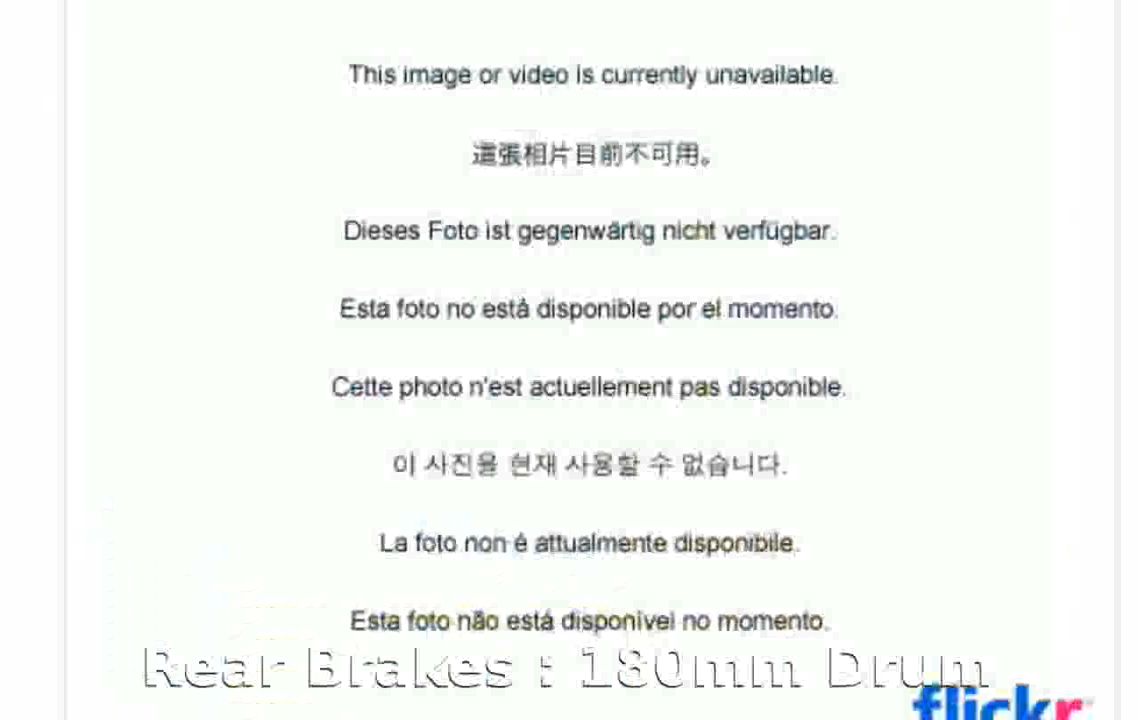 This image or video is currently unavailable.
這張相片目前不可用。
Dieses Foto ist gegenwärtig nicht verfügbar.
Esta foto no está disponible por el momento.
Cette photo n'est actuellement pas disponible.
이 사진을 현재 사용할 수 없습니다.
La foto non é attualmente disponibile.
Esta foto não está disponível no momento.
Rear Brakes : 180mm Drum
flickr